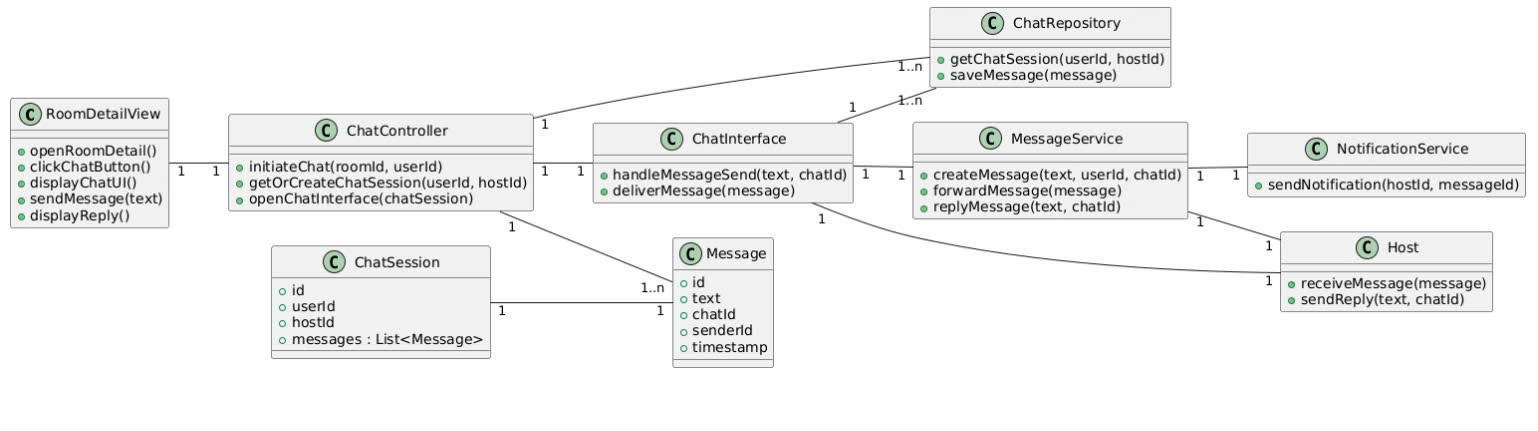 C ChatRepository
getChatSession(userId, hostId)
saveMessage(message)
1..n
1..n
C RoomDetailView
openRoomDetail()
clickChatButton()
displayChatUI()
sendMessage(text)
displayReply()
1
1
C ChatController
initiateChat(roomId, userId)
getOrCreateChatSession(userId, hostId)
openChatInterface(chatSession)
1
1
1
1
C ChatInterface
handleMessageSend(text, chatId)
deliverMessage(message)
1
1
1
1
C MessageService
createMessage(text, userId, chatId)
forwardMessage(message)
replyMessage(text, chatId)
1
1
1
C NotificationService
sendNotification(hostId, messageId)
C Host
receiveMessage(message)
sendReply(text, chatId)
1
1
C ChatSession
id
userId
hostId
messages : List<Message>
1
1
1..n
C Message
id
text
chatId
senderId
timestamp